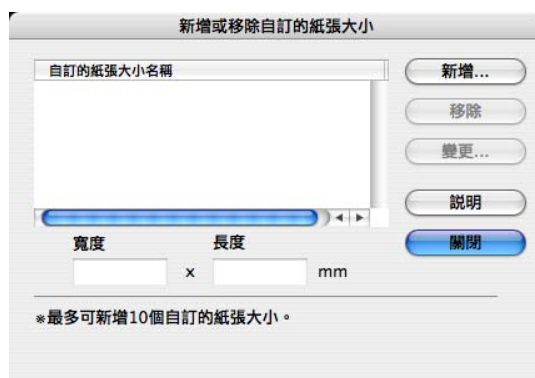 新增或移除自訂的紙張大小
自訂的紙張大小名稱
新增...
移除
變更...
說明
關閉
寬度
長度
x
mm
※最多可新增10個自訂的紙張大小。